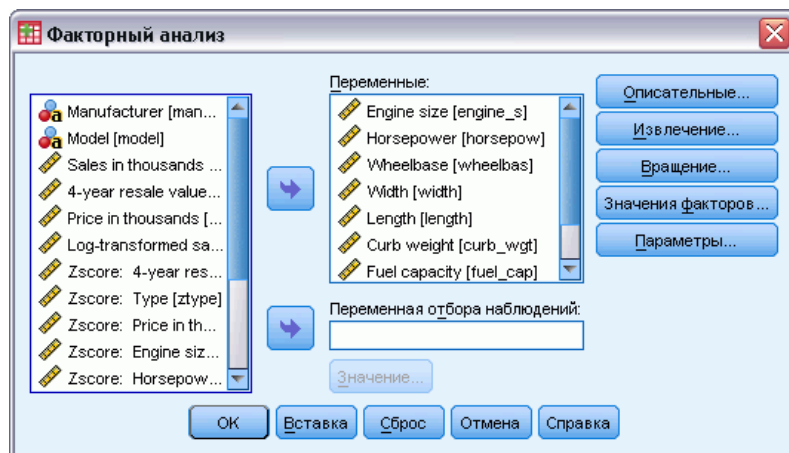 Факторный анализ
Manufacturer [man...
Model [model]
Sales in thousands ...
4-year resale value...
Price in thousands [...
Log-transformed sa...
Zscore: 4-year res...
Zscore: Type [ztype]
Zscore: Price in th...
Zscore: Engine siz...
Zscore: Horsepow...
Переменные:
Engine size [engine_s]
Horsepower [horsepow]
Wheelbase [wheelbas]
Width [width]
Length [length]
Curb weight [curb_wgt]
Fuel capacity [fuel_cap]
Переменная отбора наблюдений:
Значение...
Описательные...
Извлечение...
Вращение...
Значения факторов...
Параметры...
OK Вставка Сброс Отмена Справка